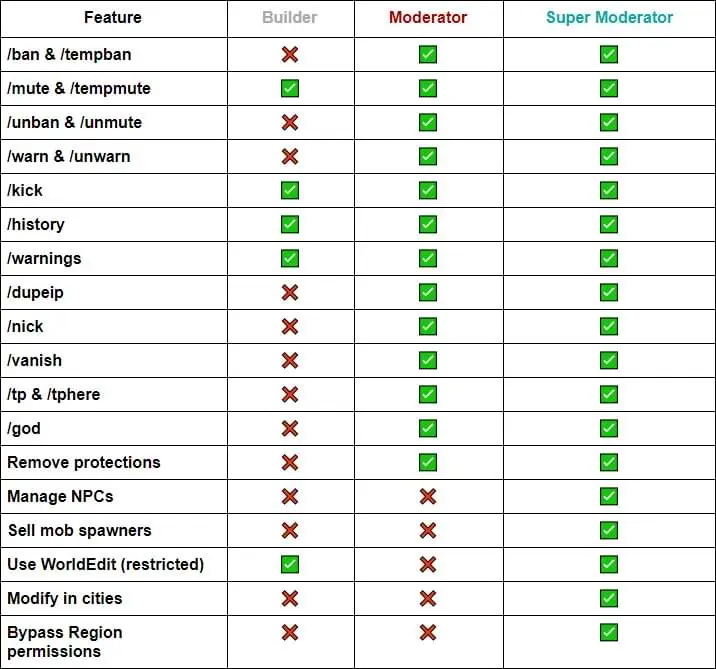 Feature Builder Moderator Super Moderator
/ban & /tempban
/mute & /tempmute
/unban & /unmute
/warn & /unwarn
/kick
/history
/warnings
/dupeip
/nick
/vanish
/tp & /tphere
/god
Remove protections
Manage NPCs
Sell mob spawners
Use WorldEdit (restricted)
Modify in cities
Bypass Region
permissions